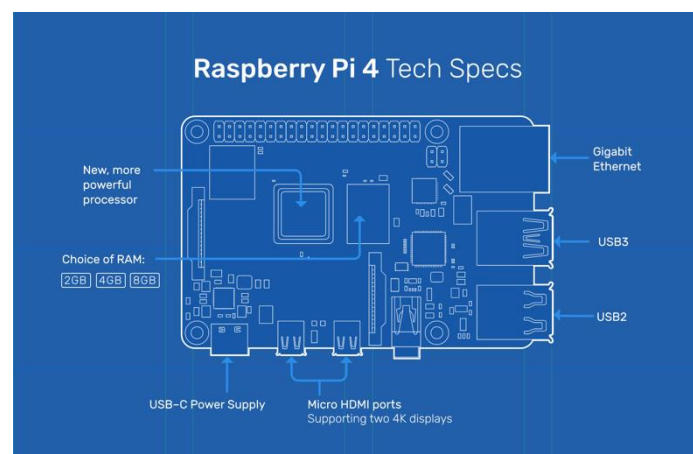 Raspberry Pi 4 Tech Specs
New, more
powerful
processor
Choice of RAM:
2GB 4GB 8GB
Gigabit
Ethernet
USB3
USB2
USB-C Power Supply
Micro HDMI ports
Supporting two 4K displays